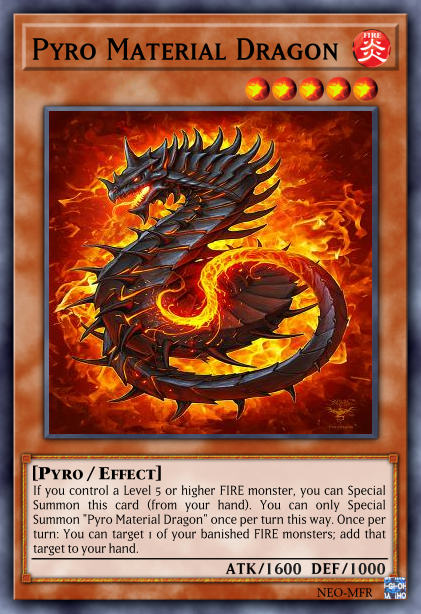 Pyro Material Dragon
FIRE
炎
[Pyro / Effect]
If you control a Level 5 or higher FIRE monster, you can Special
Summon this card (from your hand). You can only Special
Summon "Pyro Material Dragon" once per turn this way. Once per
turn: You can target 1 of your banished FIRE monsters; add that
target to your hand.
ATK/1600 DEF/1000
NEO-MFR